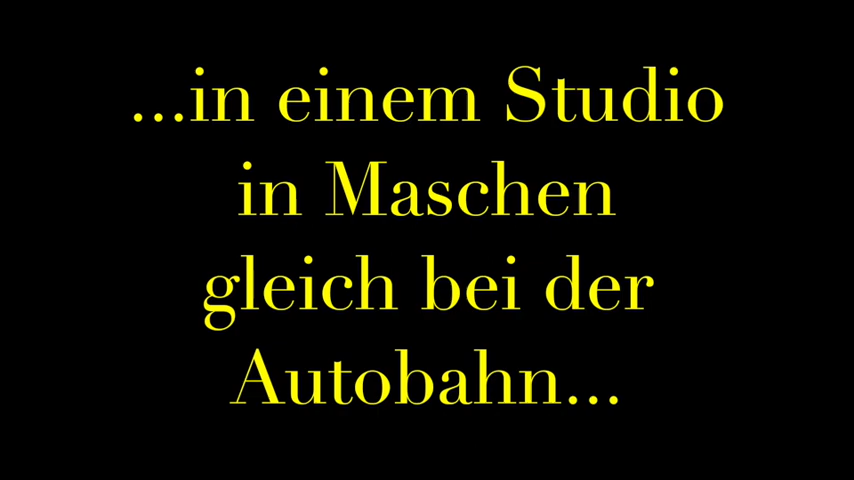 ...in einem Studio
in Maschen
gleich bei der
Autobahn...